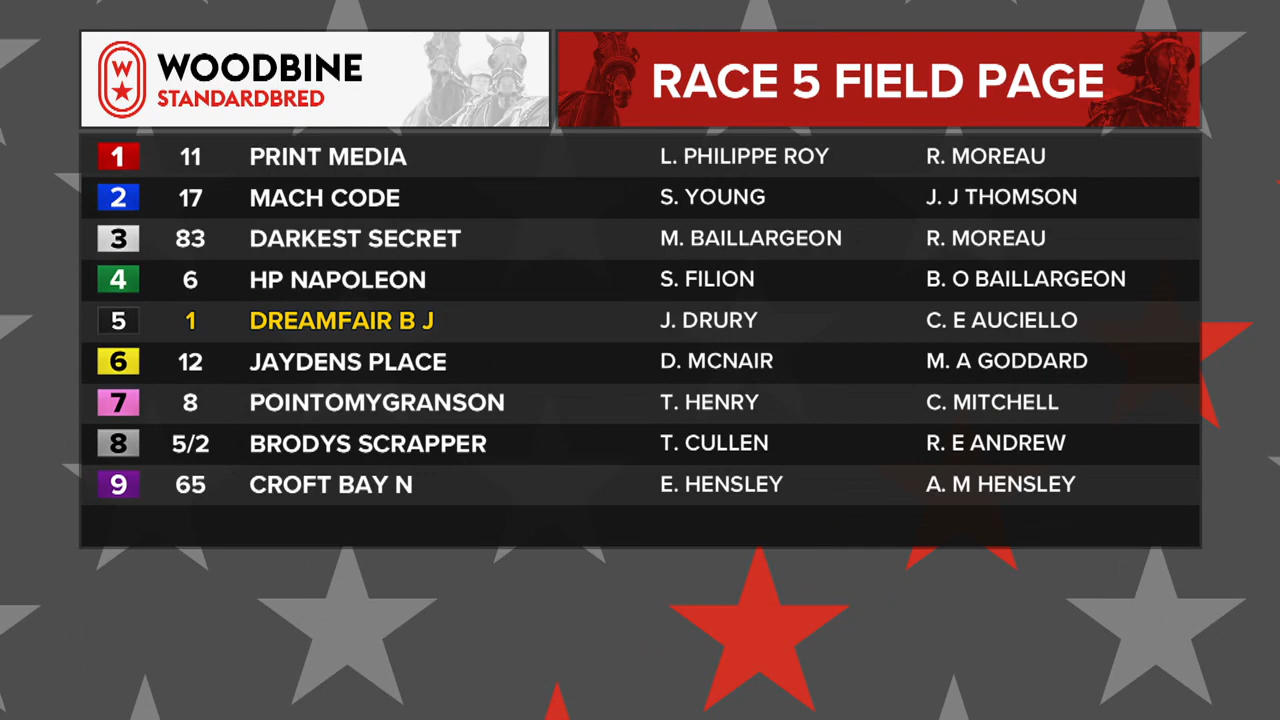 W
WOODBINE
STANDARDBRED
RACE 5 FIELD PAGE
1 11 PRINT MEDIA L. PHILIPPE ROY R. MOREAU
2 17 MACH CODE S. YOUNG J. J THOMSON
3 83 DARKEST SECRET M. BAILLARGEON R. MOREAU
4 6 HP NAPOLEON S. FILION B. O BAILLARGEON
5 1 DREAMFAIR B J J. DRURY C. E AUCIELLO
6 12 JAYDENS PLACE D. MCNAIR M. A GODDARD
7 8 POINTOMYGRANSON T. HENRY C. MITCHELL
8 5/2 BRODYS SCRAPPER T. CULLEN R. E ANDREW
9 65 CROFT BAY N E. HENSLEY A. M HENSLEY